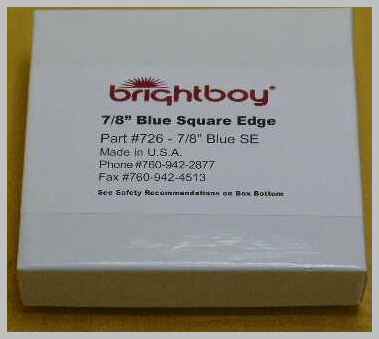 brightboy®
7/8" Blue Square Edge
Part #726 - 7/8" Blue SE
Made in U.S.A.
Phone #760-942-2877
Fax #760-942-4513
See Safety Recommendations on Box Bottom